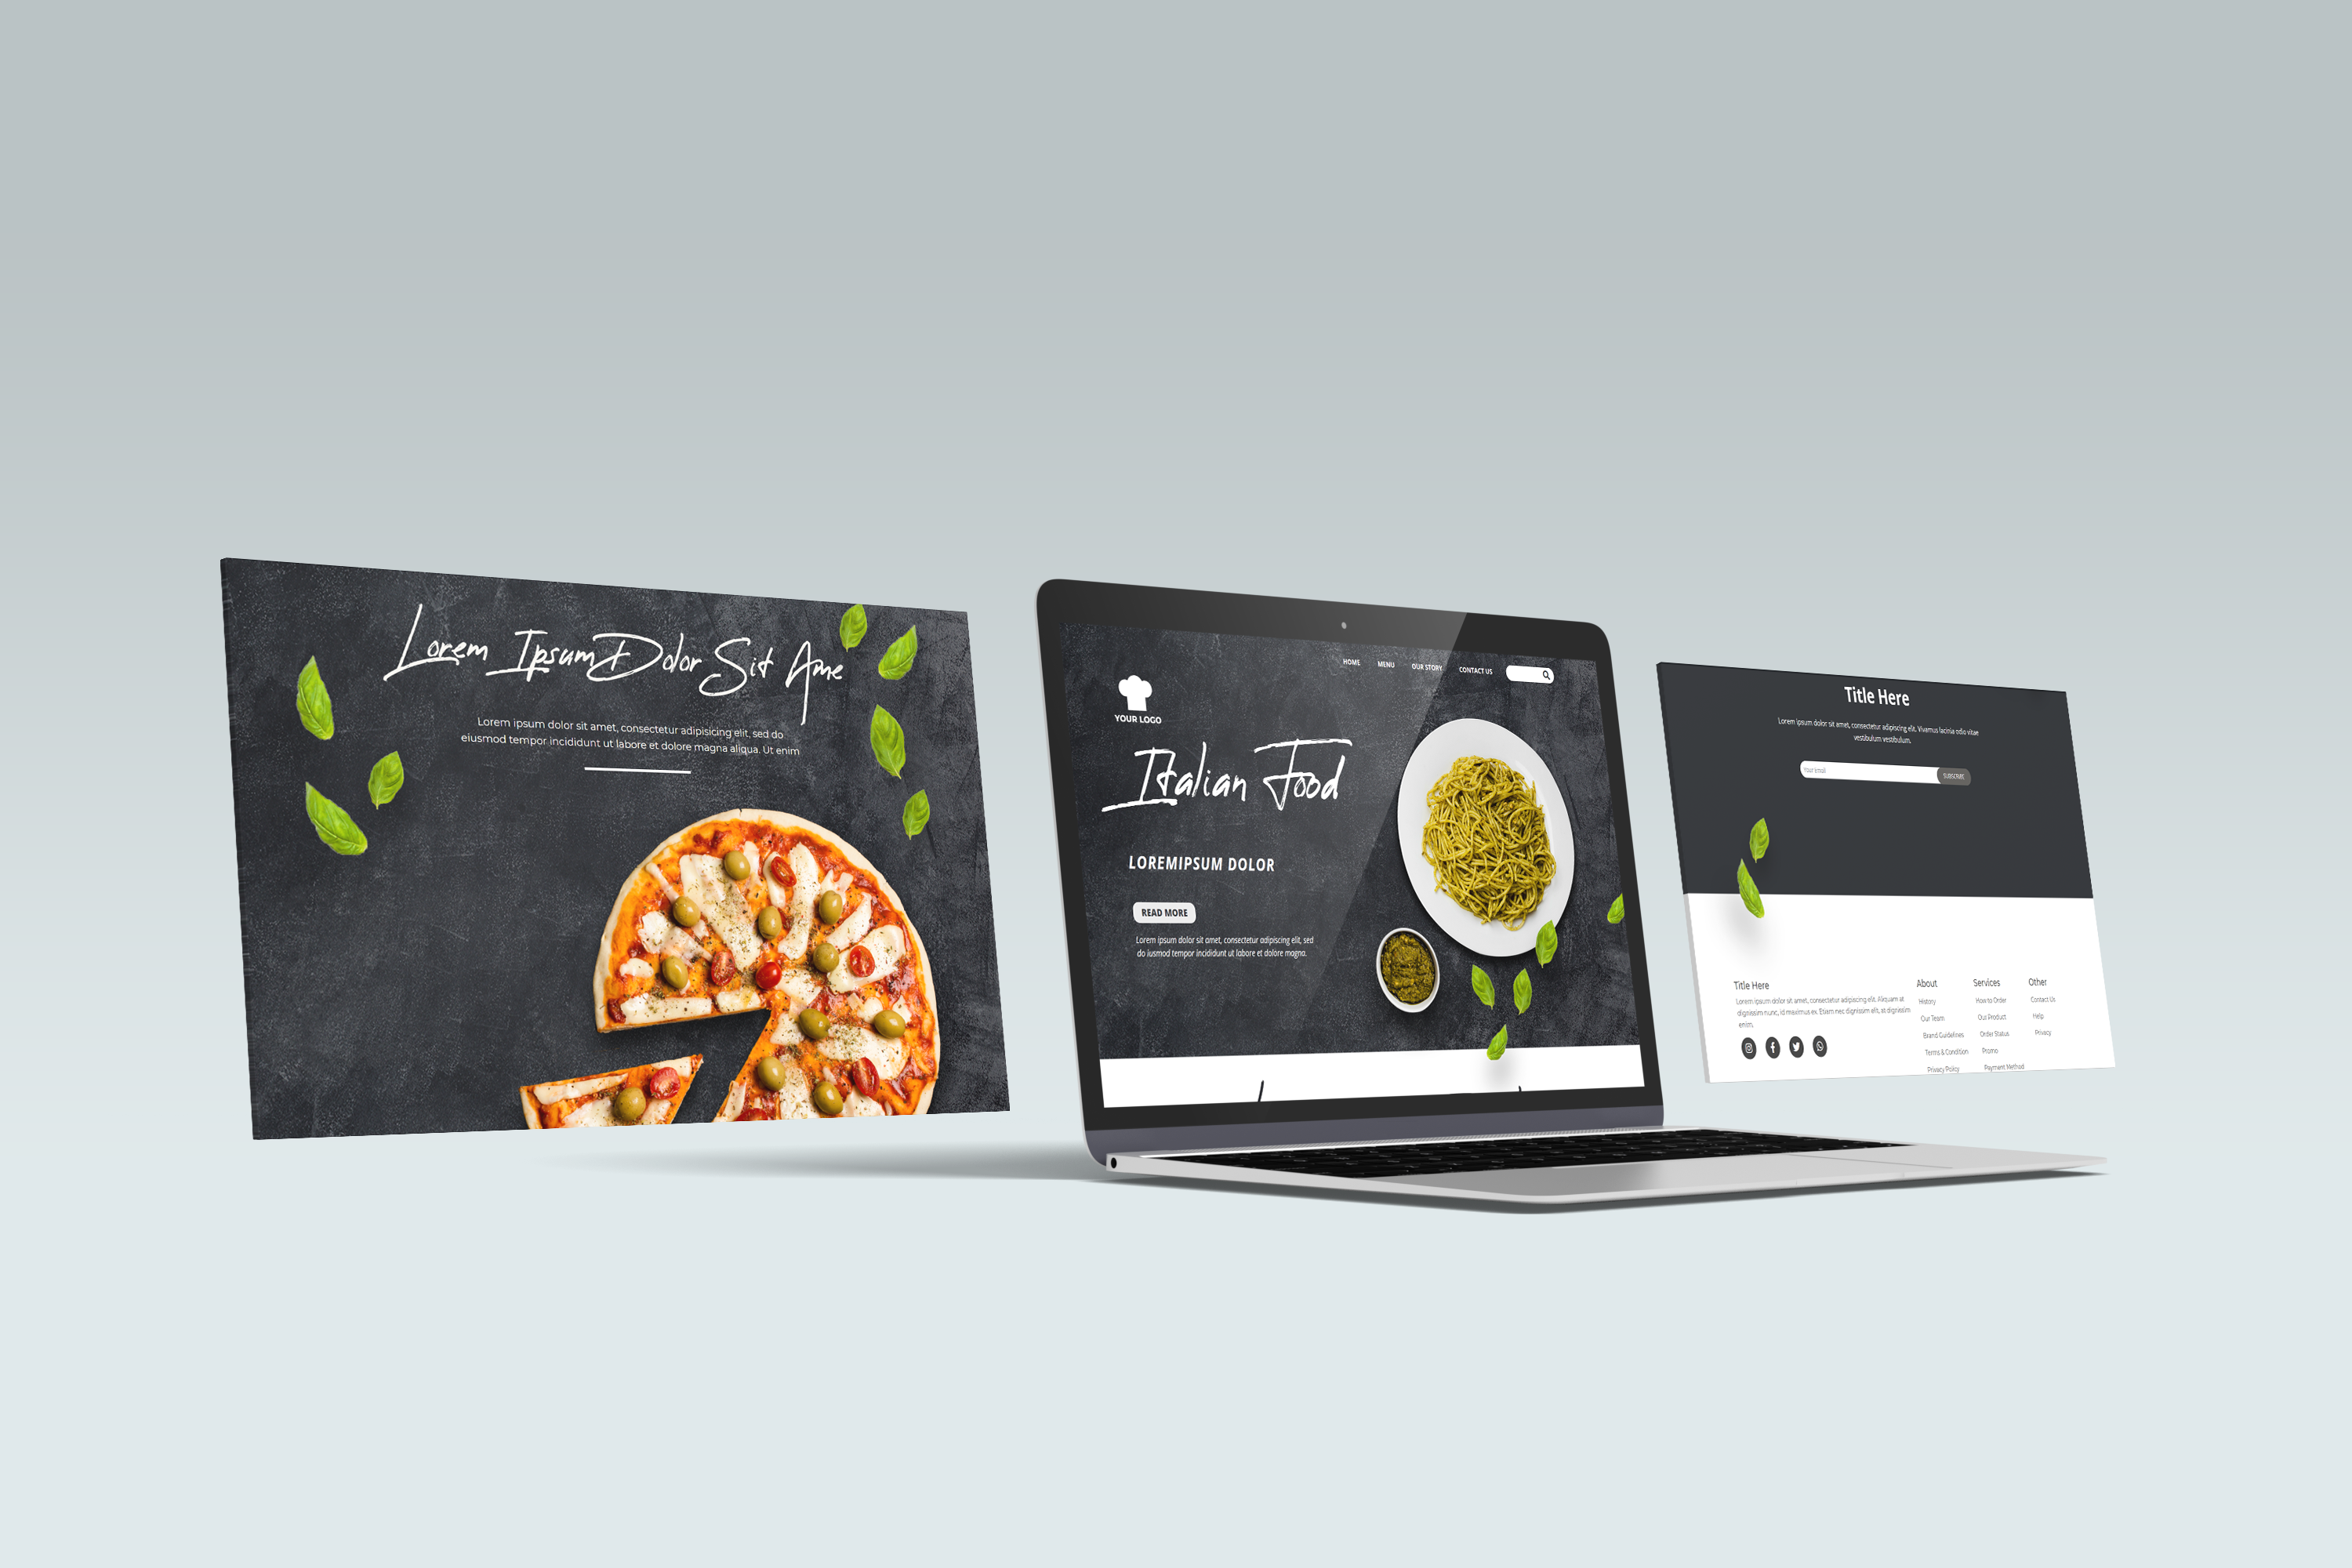 Lorem Ipsum Dolor Sit Ame
Lorem ipsum dolor sit amet, consectetur adipisicing elit, sed do
eiusmod tempor incididunt ut labore et dolore magna aliqua. Ut enim
HOME MENU OUR STORY CONTACT US
YOUR LOGO
Italian Food
LOREMIPSUM DOLOR
READ MORE
Lorem ipsum dolor sit amet, consectetur adipiscing elit, sed
do iusmod tempor incididunt ut labore et dolore magna.
Title Here
Lorem ipsum dolor sit amet, consectetur adipiscing elit. Vivamus lacinia odio vitae
vestibulum vestibulum.
Your Email SUBSCRIBE
Title Here
Lorem ipsum dolor sit amet, consectetur adipiscing elit. Aliquam at
dignissim nunc, id maximus ex. Etiam nec dignissim elit, at dignissim
enim.
About
History
Our Team
Brand Guidelines
Terms & Condition
Privacy Policy
Services
How to Order
Our Product
Order Status
Promo
Payment Method
Other
Contact Us
Help
Privacy